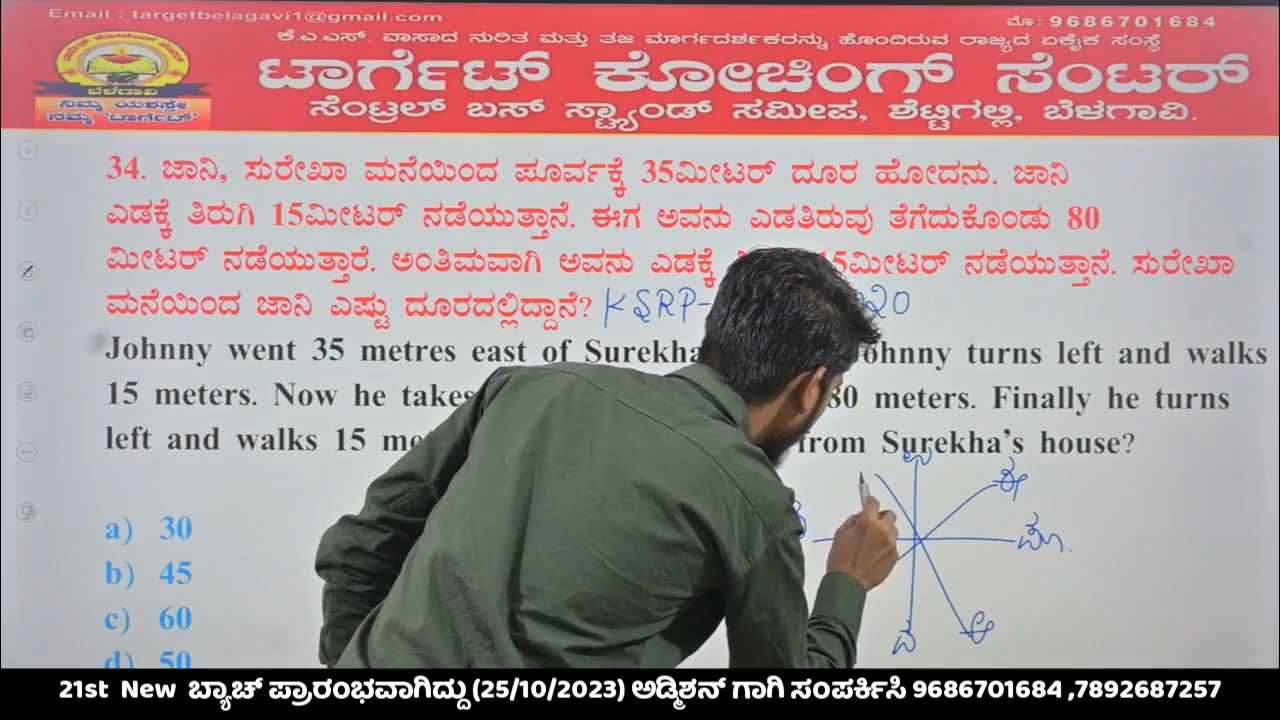 Email : targetbelagavi1@gmail.com
ಮೊ: 9686701684
ಕೆ.ಎ.ಎಸ್. ಪಾಸಾದ ನುರಿತ ಮತ್ತು ತಜ್ಞ ಮಾರ್ಗದರ್ಶಕರನ್ನು ಹೊಂದಿರುವ ರಾಜ್ಯದ ಏಕೈಕ ಸಂಸ್ಥೆ
ಟಾರ್ಗೆಟ್ ಕೋಚಿಂಗ್ ಸೆಂಟರ್
ಸೆಂಟ್ರಲ್ ಬಸ್ ಸ್ಟ್ಯಾಂಡ್ ಸಮೀಪ, ಶೆಟ್ಟಿಗಲ್ಲಿ, ಬೆಳಗಾವಿ.
ಬೆಳಗಾವಿ
ನಿಮ್ಮ ಯಶಸ್ಸೇ
ನಮ್ಮ 'ಟಾರ್ಗೆಟ್'
34. ಜಾನಿ, ಸುರೇಖಾ ಮನೆಯಿಂದ ಪೂರ್ವಕ್ಕೆ 35ಮೀಟರ್ ದೂರ ಹೋದನು. ಜಾನಿ
ಎಡಕ್ಕೆ ತಿರುಗಿ 15ಮೀಟರ್ ನಡೆಯುತ್ತಾನೆ. ಈಗ ಅವನು ಎಡತಿರುವು ತೆಗೆದುಕೊಂಡು 80
ಮೀಟರ್ ನಡೆಯುತ್ತಾರೆ. ಅಂತಿಮವಾಗಿ ಅವನು ಎಡಕ್ಕೆ 15ಮೀಟರ್ ನಡೆಯುತ್ತಾನೆ. ಸುರೇಖಾ
ಮನೆಯಿಂದ ಜಾನಿ ಎಷ್ಟು ದೂರದಲ್ಲಿದ್ದಾನೆ? KSRP- 20
Johnny went 35 metres east of Surekha Johnny turns left and walks
15 meters. Now he takes 80 meters. Finally he turns
left and walks 15 from Surekha's house?
ಉ
ಈ
ಪೂ
ಆ
ದ
a) 30
b) 45
c) 60
d) 50
21st New ಬ್ಯಾಚ್ ಪ್ರಾರಂಭವಾಗಿದ್ದು (25/10/2023) ಅಡ್ಮಿಶನ್ ಗಾಗಿ ಸಂಪರ್ಕಿಸಿ 9686701684 ,7892687257